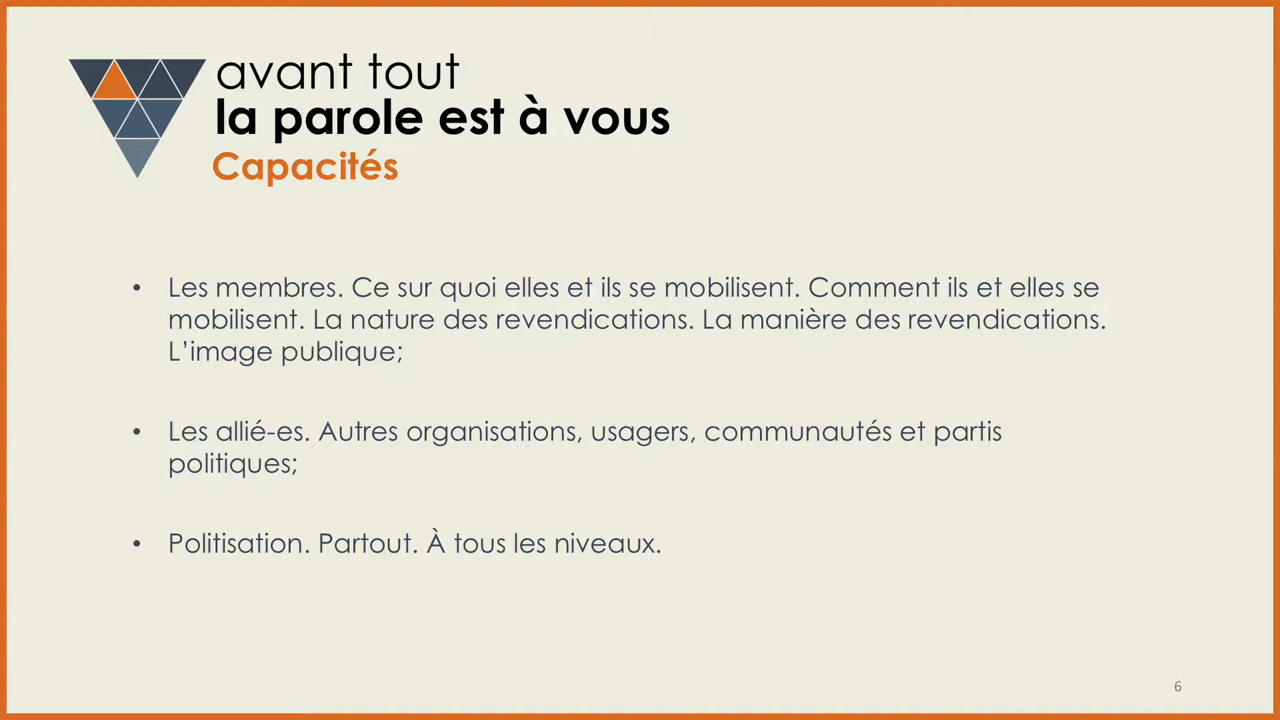 avant tout
la parole est à vous
Capacités
• Les membres. Ce sur quoi elles et ils se mobilisent. Comment ils et elles se
mobilisent. La nature des revendications. La manière des revendications.
L’image publique;
• Les allié-es. Autres organisations, usagers, communautés et partis
politiques;
• Politisation. Partout. À tous les niveaux.
6